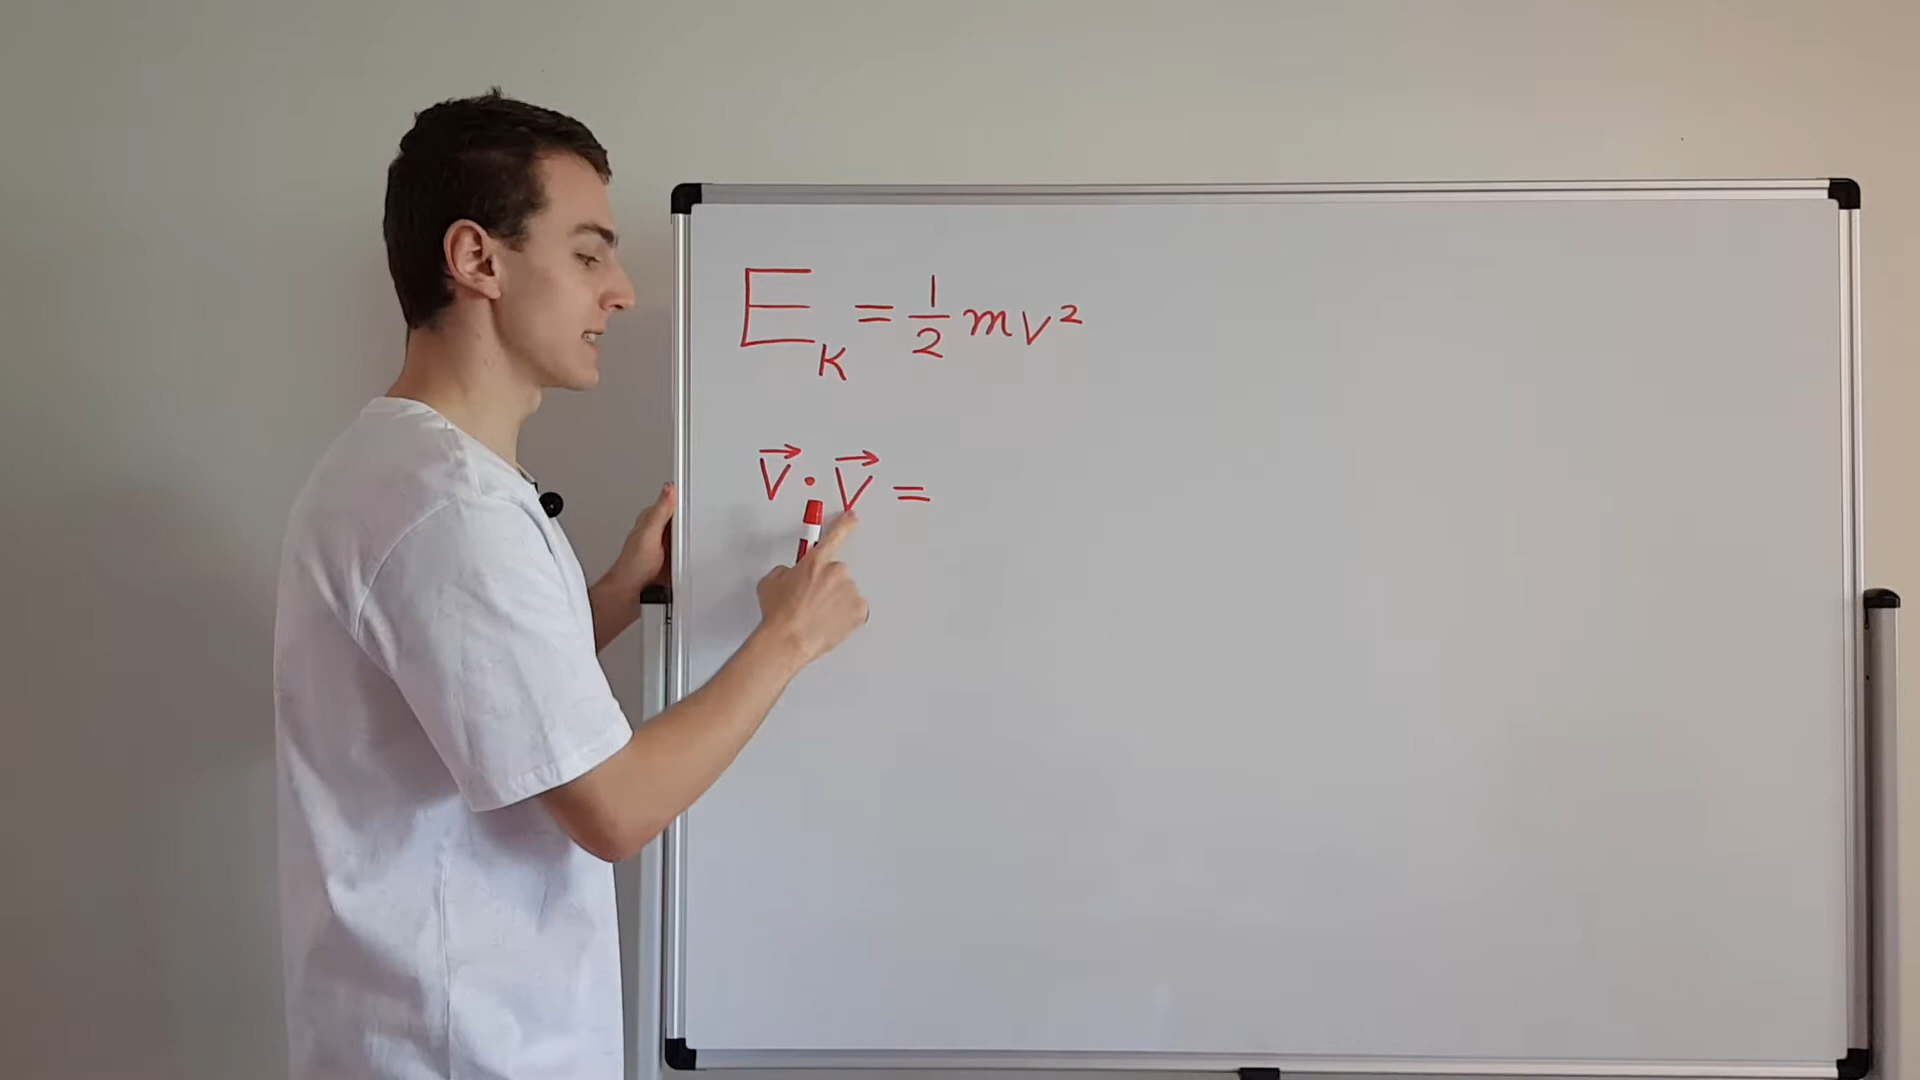 E_K = 1/2 mv²
v⃗ · v⃗ =